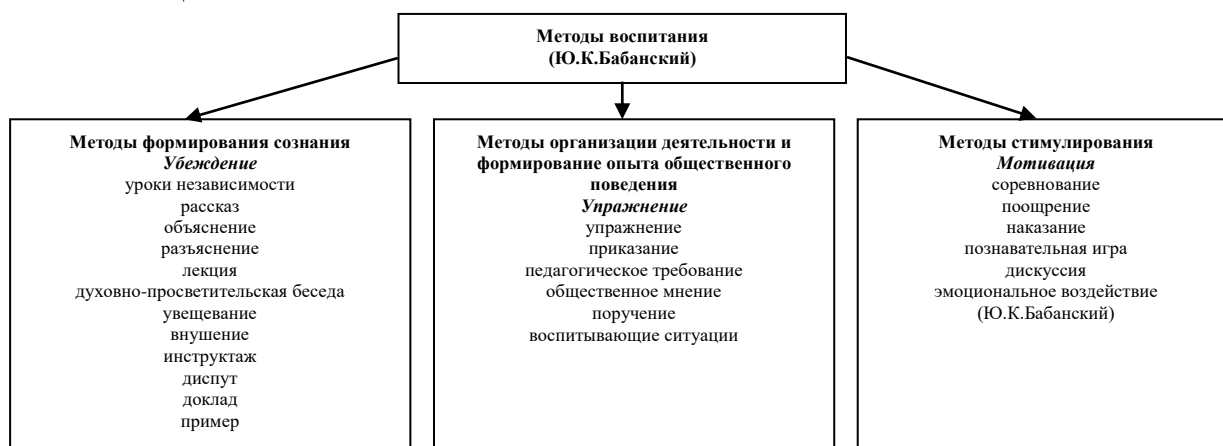 Методы воспитания
(Ю.К.Бабанский)
Методы формирования сознания
Убеждение
уроки независимости
рассказ
объяснение
разъяснение
лекция
духовно-просветительская беседа
увещевание
внушение
инструктаж
диспут
доклад
пример
Методы организации деятельности и
формирование опыта общественного
поведения
Упражнение
упражнение
приказание
педагогическое требование
общественное мнение
поручение
воспитывающие ситуации
Методы стимулирования
Мотивация
соревнование
поощрение
наказание
познавательная игра
дискуссия
эмоциональное воздействие
(Ю.К.Бабанский)